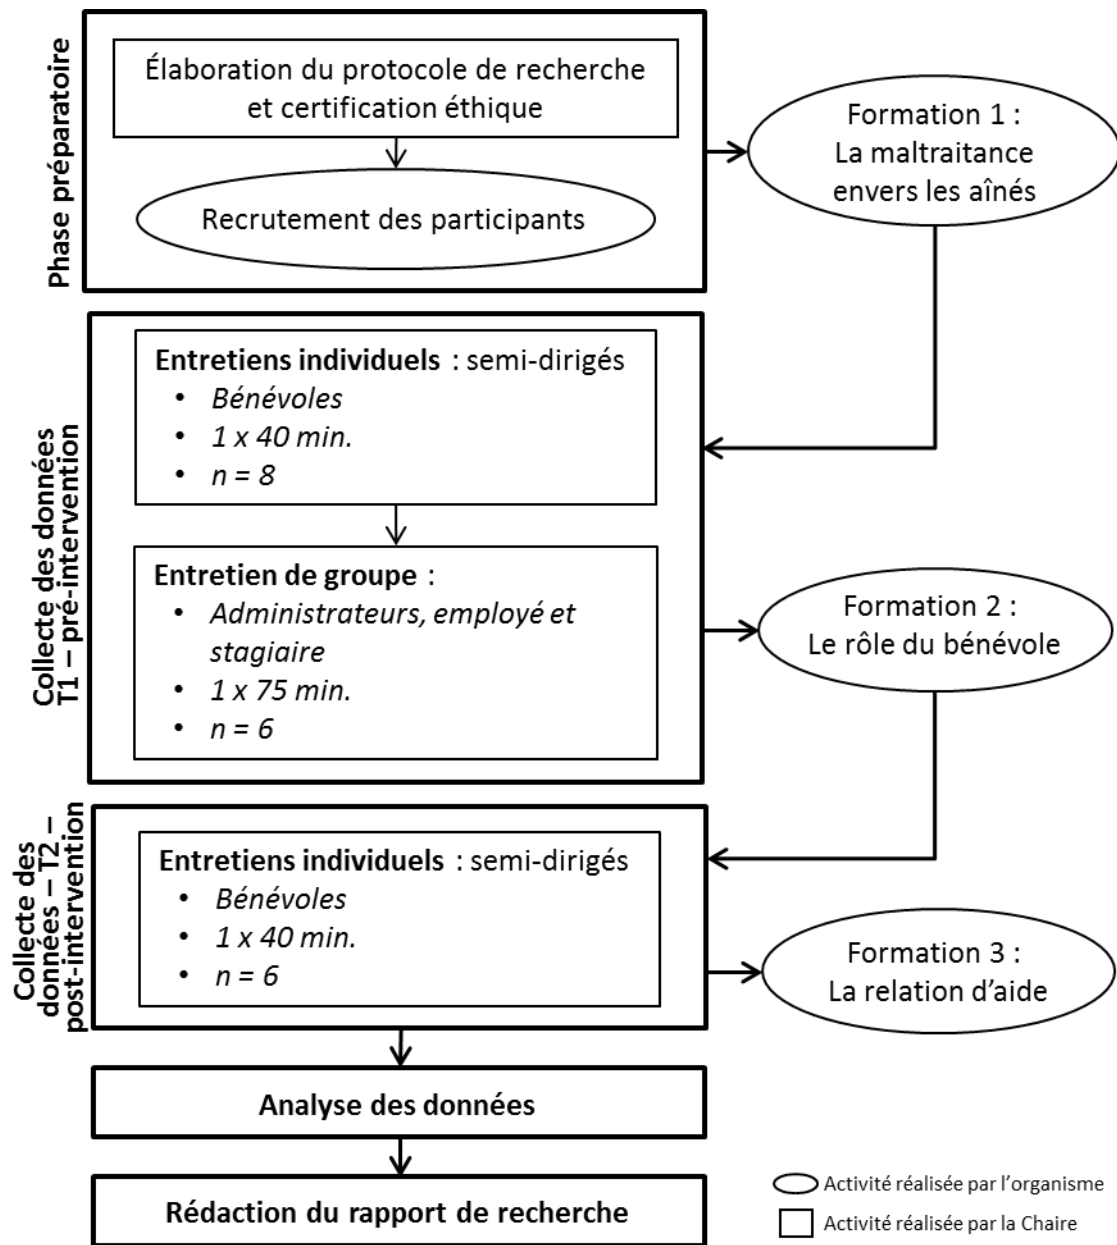 Phase préparatoire
Élaboration du protocole de recherche
et certification éthique
Recrutement des participants
Formation 1 :
La maltraitance
envers les aînés
Collecte des données
T1 – pré-intervention
Entretiens individuels : semi-dirigés
• Bénévoles
• 1 x 40 min.
• n = 8
Entretien de groupe :
• Administrateurs, employé et
stagiaire
• 1 x 75 min.
• n = 6
Formation 2 :
Le rôle du bénévole
Collecte des
données – T2 –
post-intervention
Entretiens individuels : semi-dirigés
• Bénévoles
• 1 x 40 min.
• n = 6
Formation 3 :
La relation d’aide
Analyse des données
Rédaction du rapport de recherche
Activité réalisée par l’organisme
Activité réalisée par la Chaire